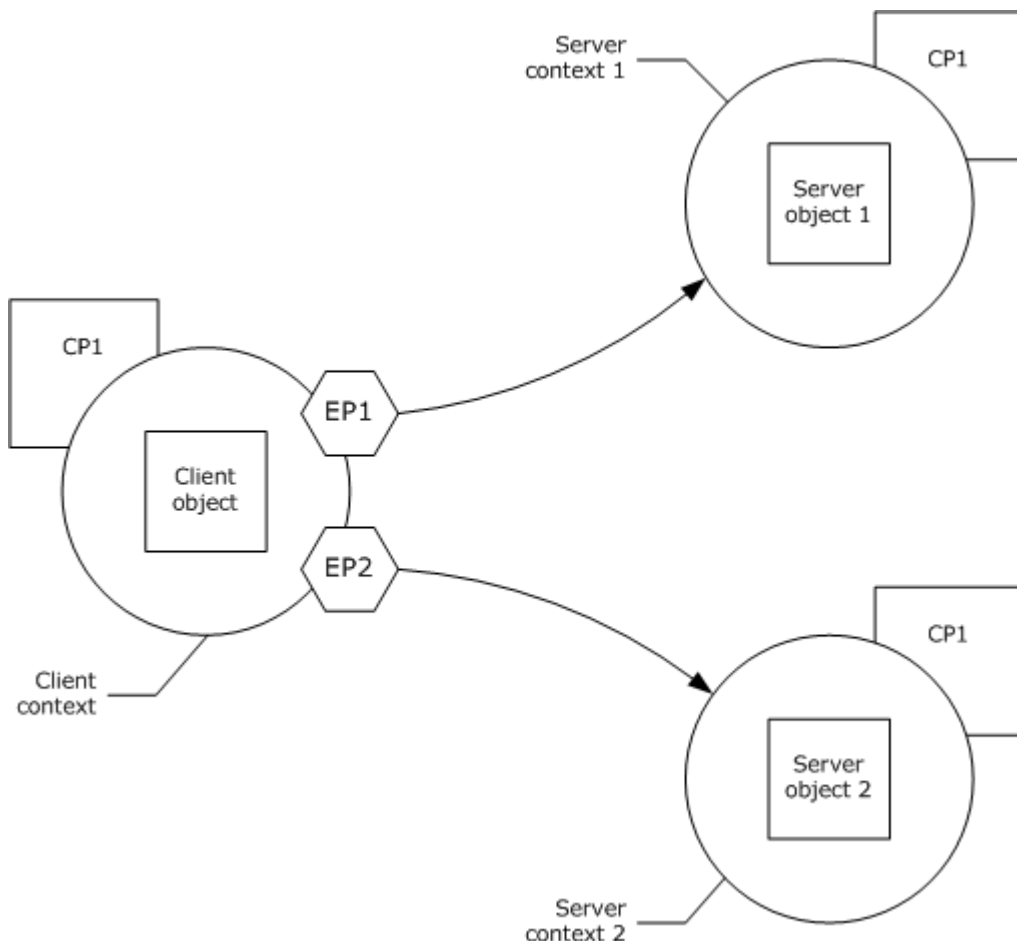 Server
context 1
CP1
Server
object 1
CP1
EP1
Client
object
EP2
CP1
Client
context
Server
object 2
Server
context 2